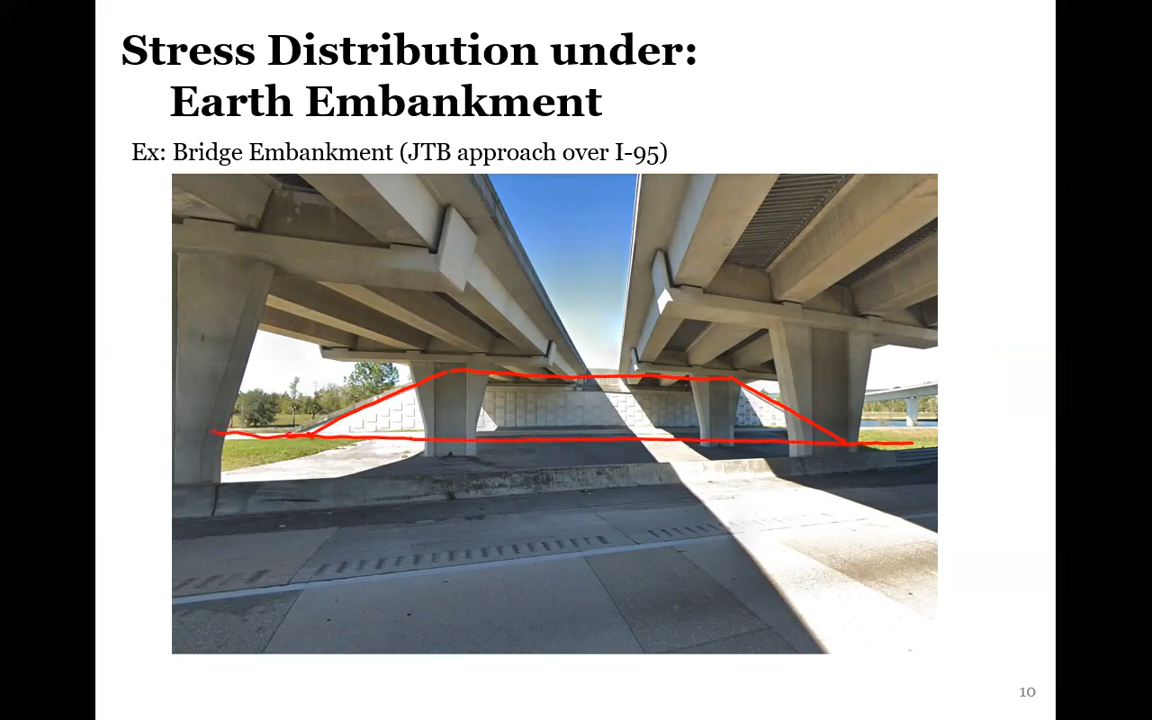 Stress Distribution under:
Earth Embankment
Ex: Bridge Embankment (JTB approach over I-95)
10